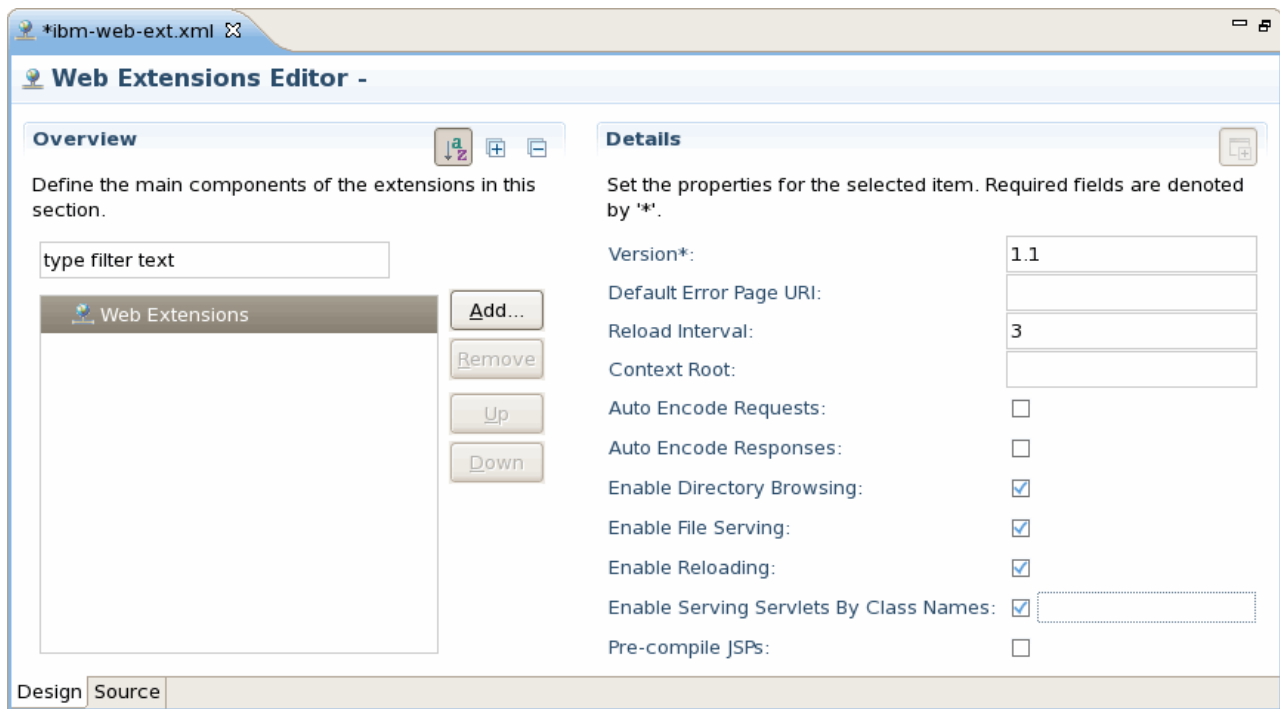 *ibm-web-ext.xml
Web Extensions Editor -
Overview
Define the main components of the extensions in this
section.
type filter text
Web Extensions
Add...
Remove
Up
Down
Details
Set the properties for the selected item. Required fields are denoted
by '*'.
Version*: 1.1
Default Error Page URI:
Reload Interval: 3
Context Root:
Auto Encode Requests:
Auto Encode Responses:
Enable Directory Browsing:
Enable File Serving:
Enable Reloading:
Enable Serving Servlets By Class Names:
Pre-compile JSPs:
Design Source